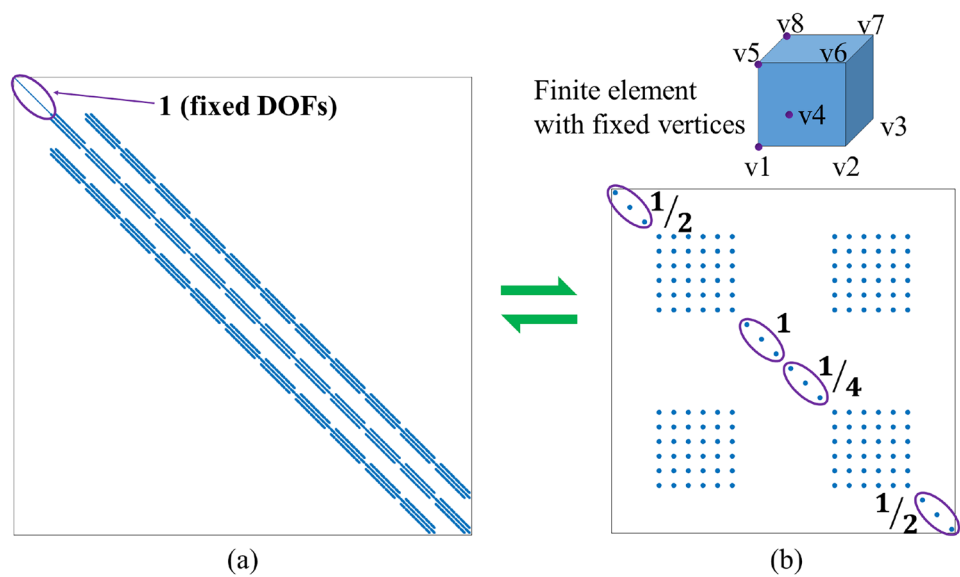 1 (fixed DOFs)
(a)
v8
v7
v5
v6
Finite element
with fixed vertices
v4
v3
v1
v2
1/2
1
1/4
1/2
(b)